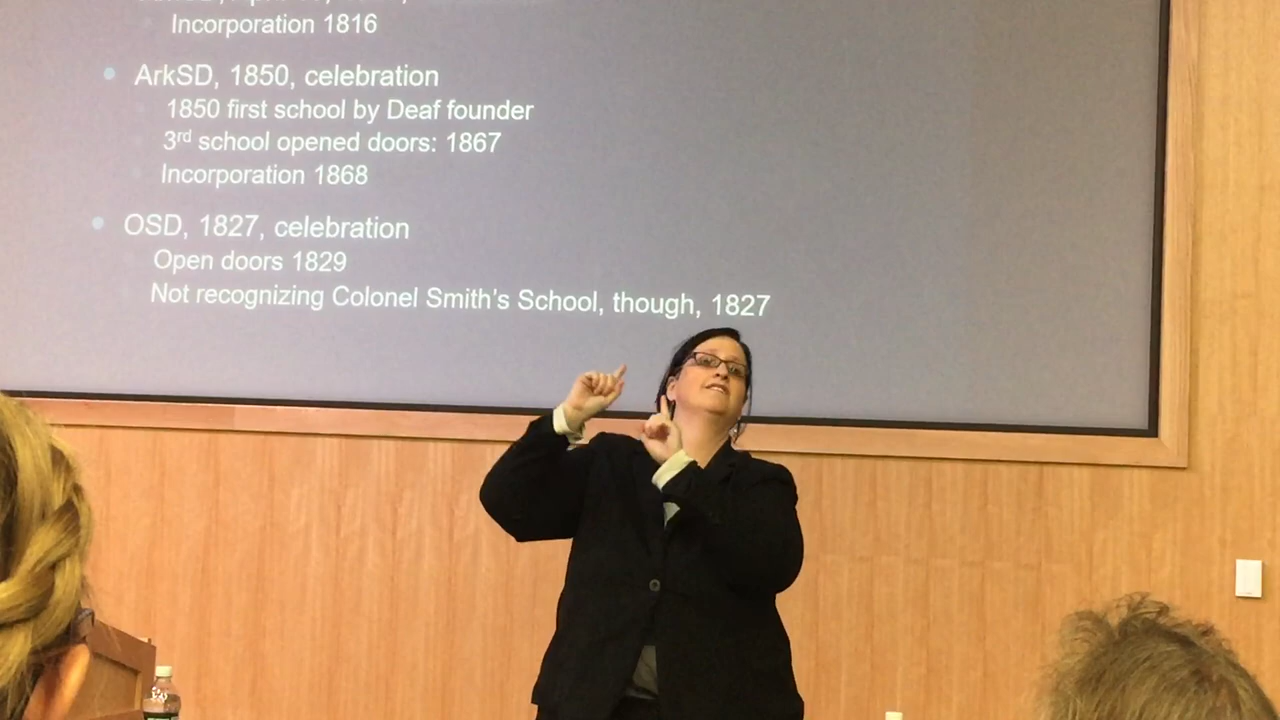 Incorporation 1816
ArkSD, 1850, celebration
1850 first school by Deaf founder
3rd school opened doors: 1867
Incorporation 1868
OSD, 1827, celebration
Open doors 1829
Not recognizing Colonel Smith's School, though, 1827